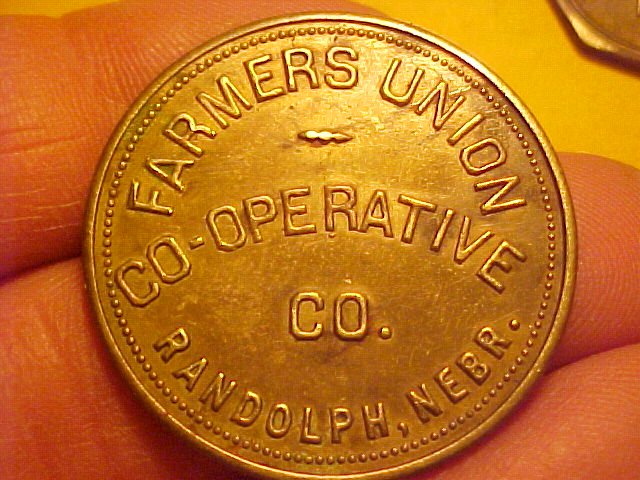 FARMERS UNION
CO-OPERATIVE
CO.
RANDOLPH, NEBR.